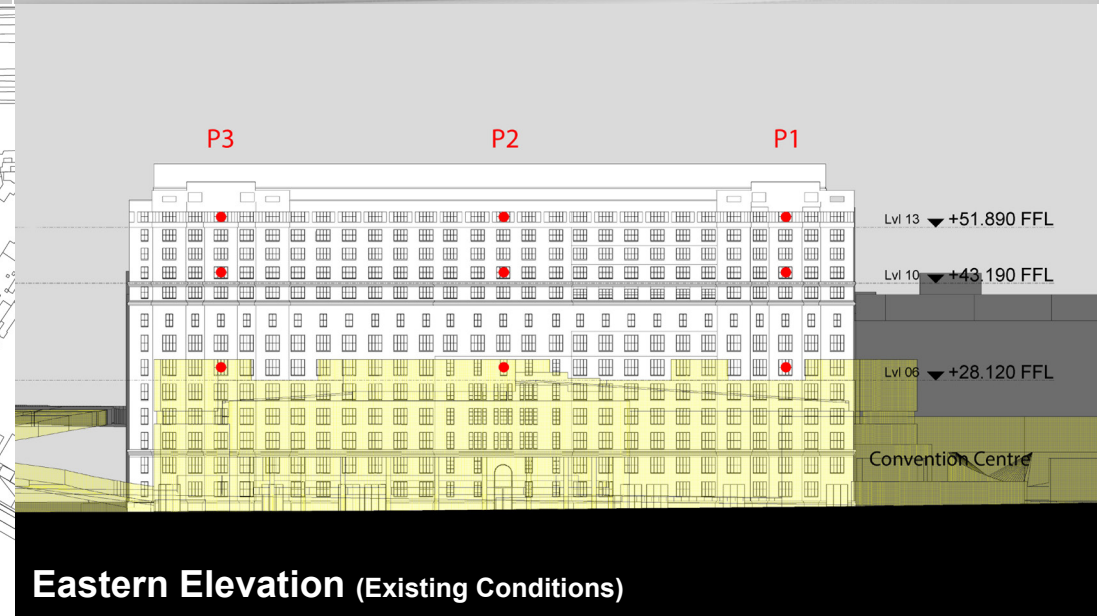 P3 P2 P1
Lvl 13 +51.890 FFL
Lvl 10 +43.190 FFL
Lvl 06 +28.120 FFL
Convention Centre
Eastern Elevation (Existing Conditions)